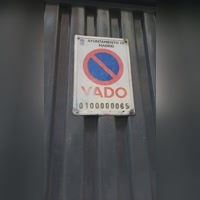 AYUNTAMIENTO DE
MADRID
VADO
0100000065